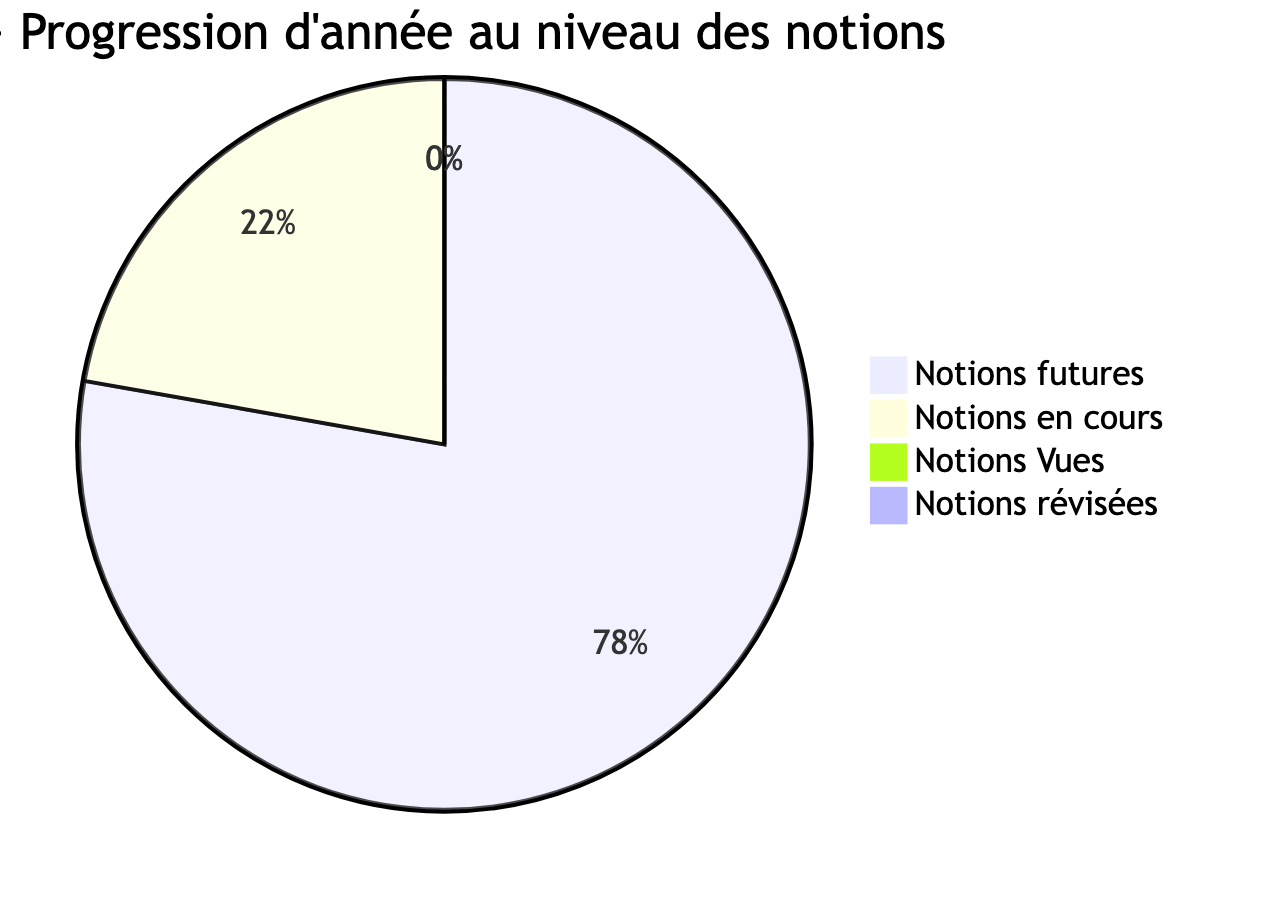 - Progression d'année au niveau des notions
0%
22%
78%
Notions futures
Notions en cours
Notions Vues
Notions révisées